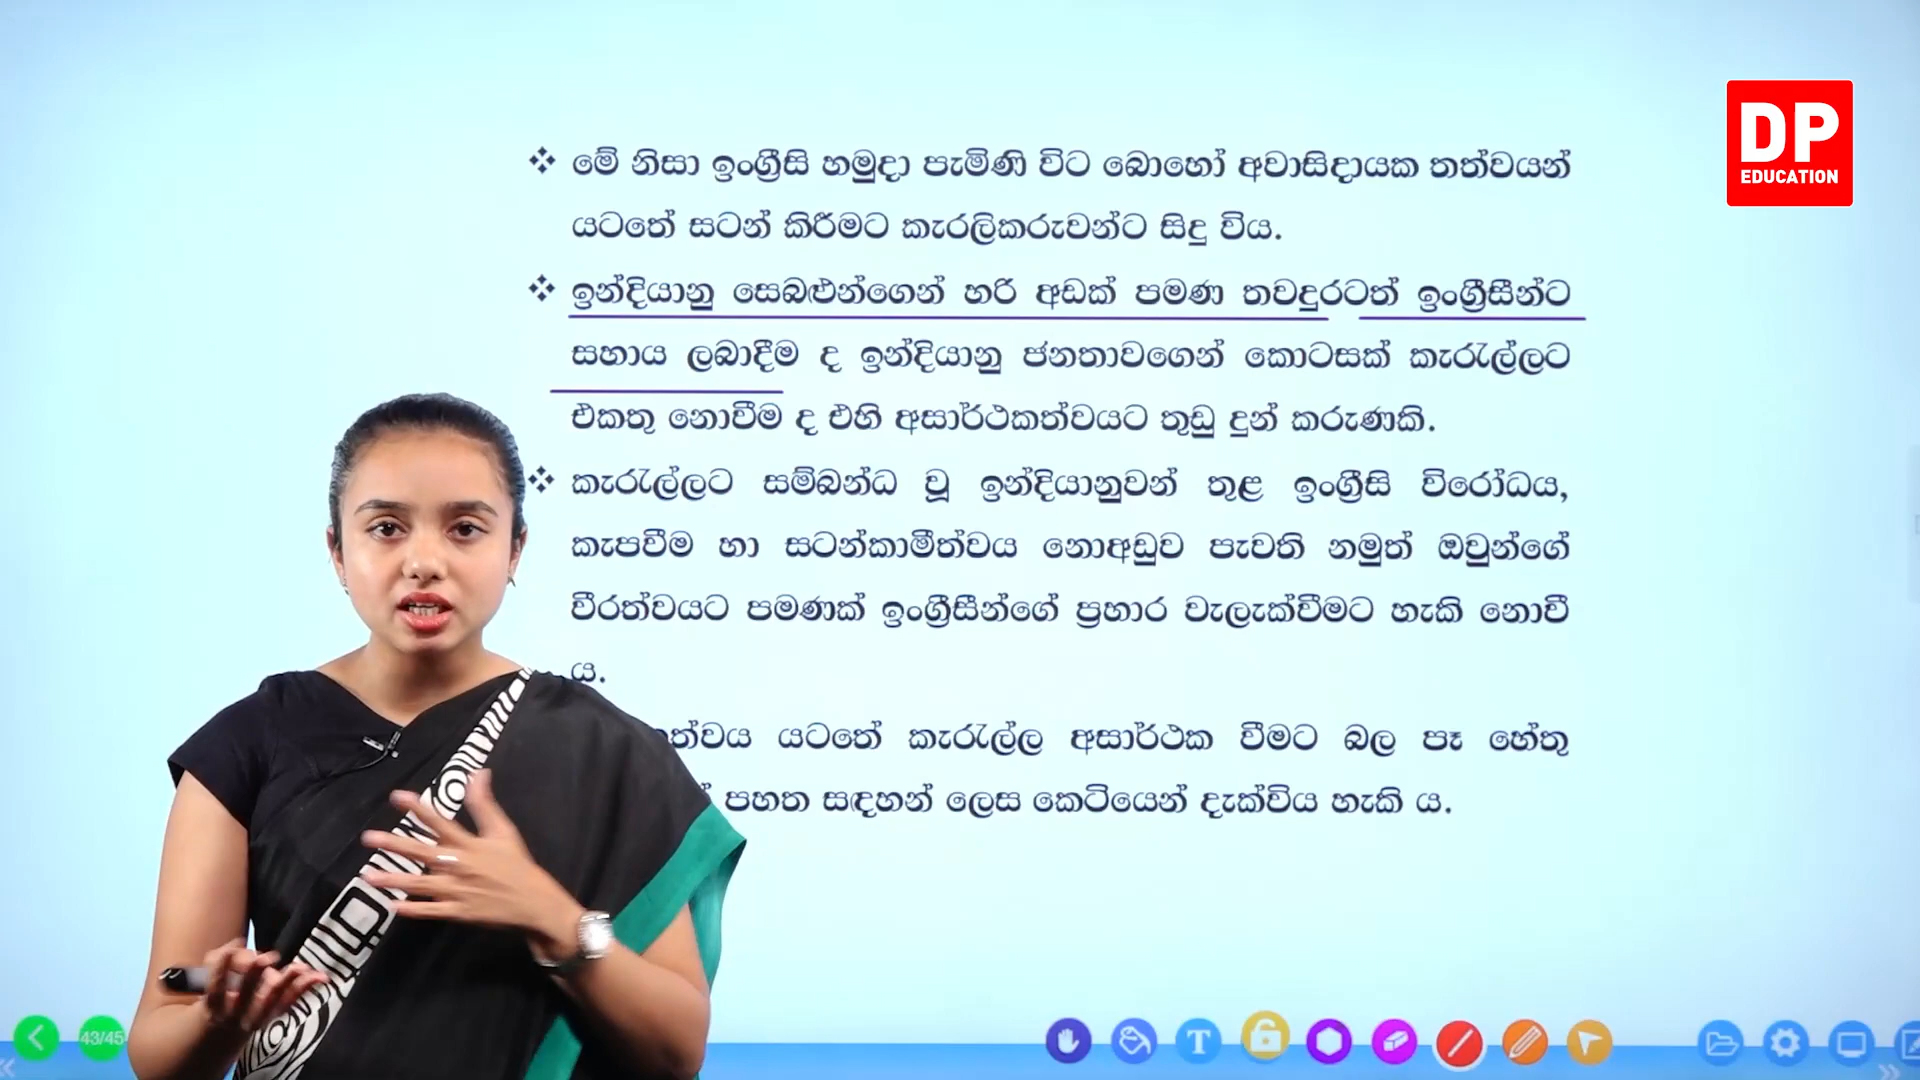 DP
EDUCATION
මේ නිසා ඉංග්‍රීසි හමුදා පැමිණි විට බොහෝ අවාසිදායක තත්වයන්
යටතේ සටන් කිරීමට කැරලිකරුවන්ට සිදු විය.
ඉන්දියානු සෙබළුන්ගෙන් හරි අඩක් පමණ තවදුරටත් ඉංග්‍රීසීන්ට
සහාය ලබාදීම ද ඉන්දියානු ජනතාවගෙන් කොටසක් කැරැල්ලට
එකතු නොවීම ද එහි අසාර්ථකත්වයට තුඩු දුන් කරුණකි.
කැරැල්ලට සම්බන්ධ වූ ඉන්දියානුවන් තුළ ඉංග්‍රීසි විරෝධය,
කැපවීම හා සටන්කාමීත්වය නොඅඩුව පැවති නමුත් ඔවුන්ගේ
වීරත්වයට පමණක් ඉංග්‍රීසීන්ගේ ප්‍රහාර වැලැක්වීමට හැකි නොවී
ය.
යටතේ කැරැල්ල අසාර්ථක වීමට බල පෑ හේතු
පහත සඳහන් ලෙස කෙටියෙන් දැක්විය හැකි ය.
43/45
T